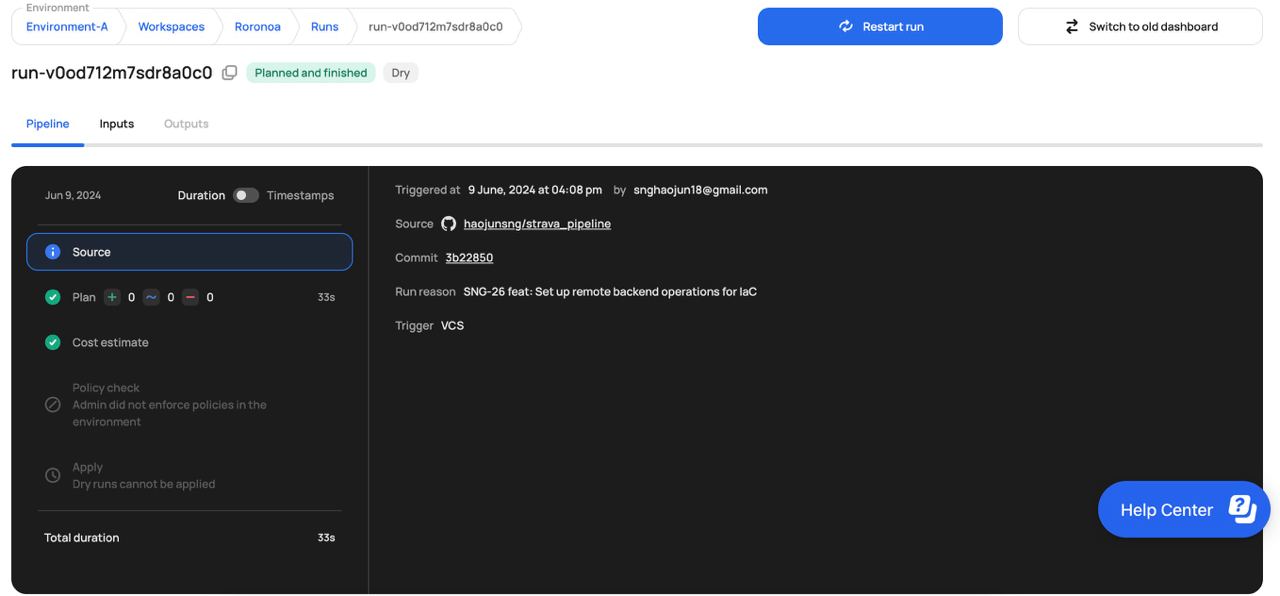 Environment
Environment-A Workspaces Roronoa Runs run-v0od712m7sdr8a0c0 Restart run Switch to old dashboard
run-v0od712m7sdr8a0c0 Planned and finished Dry
Pipeline Inputs Outputs
Jun 9, 2024 Duration Timestamps
Source
Plan + 0 ~ 0 − 0 33s
Cost estimate
Policy check
Admin did not enforce policies in the
environment
Apply
Dry runs cannot be applied
Total duration 33s
Triggered at 9 June, 2024 at 04:08 pm by snghaojun18@gmail.com
Source haojunsng/strava_pipeline
Commit 3b22850
Run reason SNG-26 feat: Set up remote backend operations for IaC
Trigger VCS
Help Center ?